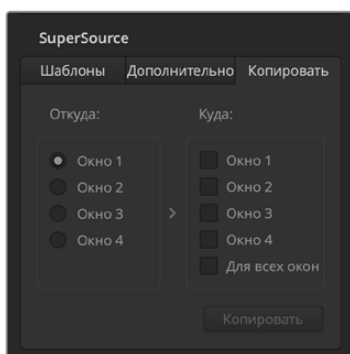 SuperSource
Шаблоны Дополнительно Копировать
Откуда: Куда:
Окно 1 Окно 1
Окно 2 Окно 2
Окно 3 Окно 3
Окно 4 Окно 4
Для всех окон
Копировать